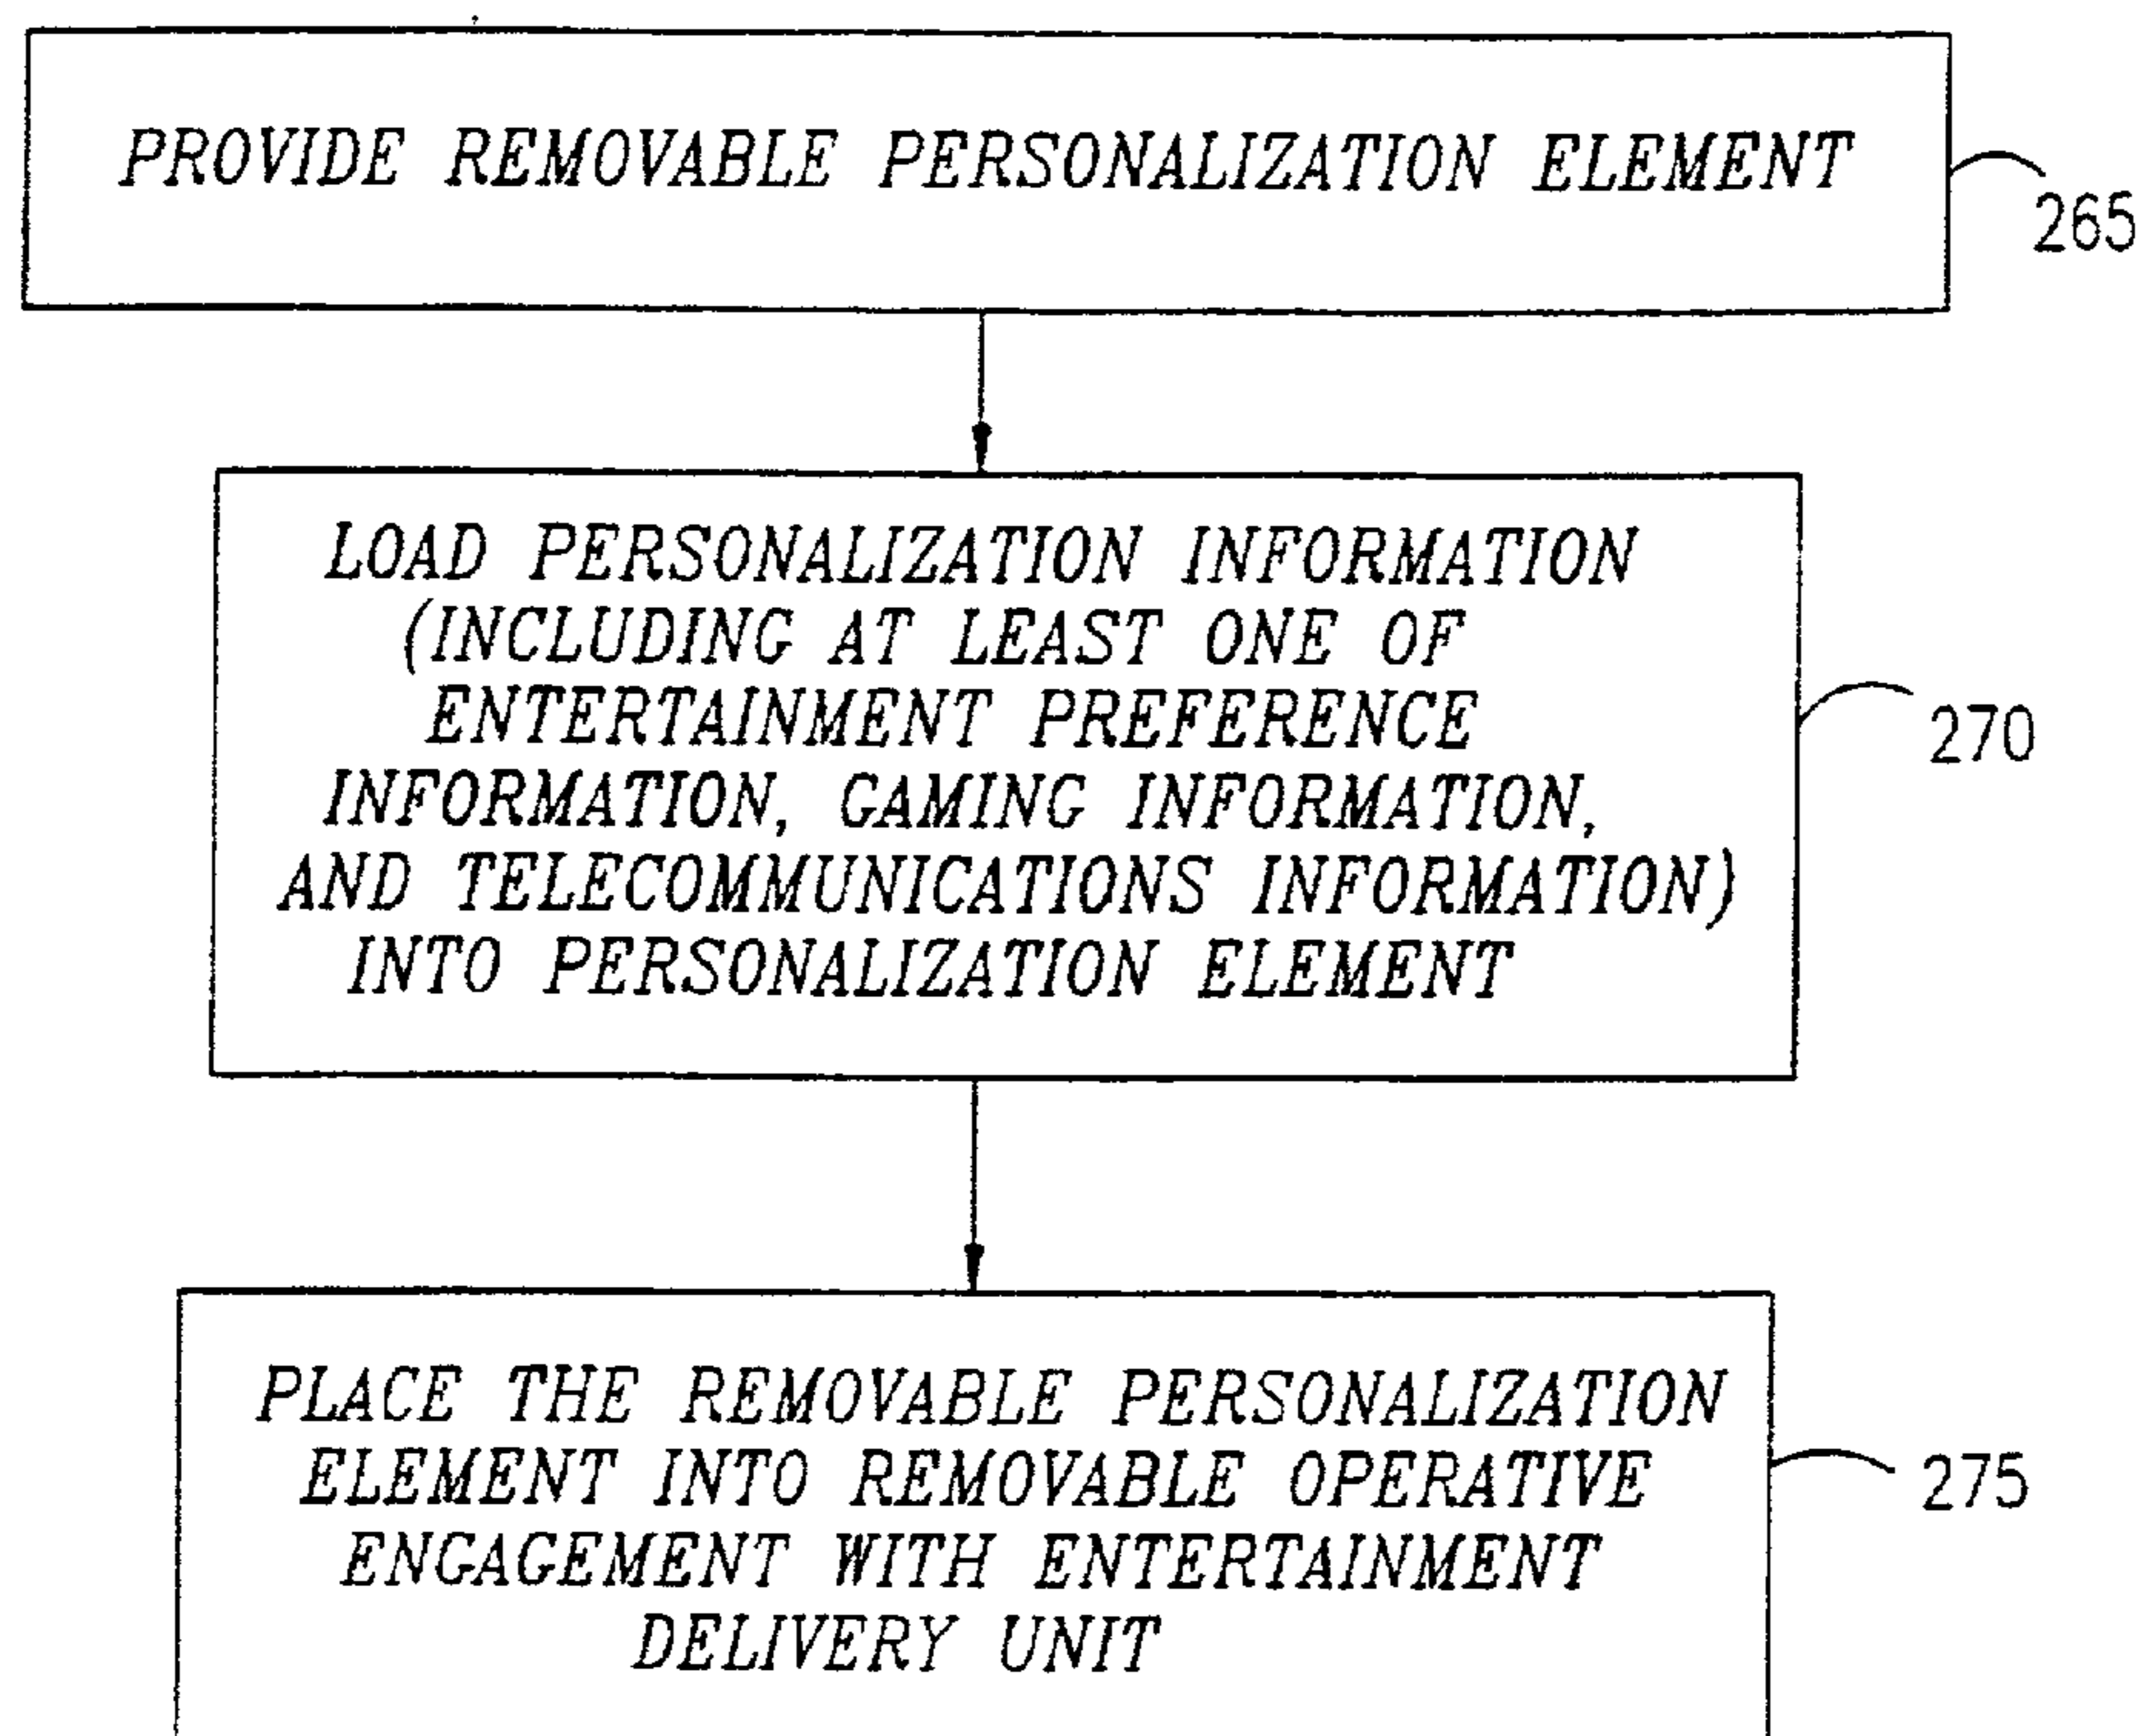 PROVIDE REMOVABLE PERSONALIZATION ELEMENT
265
LOAD PERSONALIZATION INFORMATION
(INCLUDING AT LEAST ONE OF
ENTERTAINMENT PREFERENCE
INFORMATION, GAMING INFORMATION,
AND TELECOMMUNICATIONS INFORMATION)
INTO PERSONALIZATION ELEMENT
270
PLACE THE REMOVABLE PERSONALIZATION
ELEMENT INTO REMOVABLE OPERATIVE
ENGAGEMENT WITH ENTERTAINMENT
DELIVERY UNIT
275